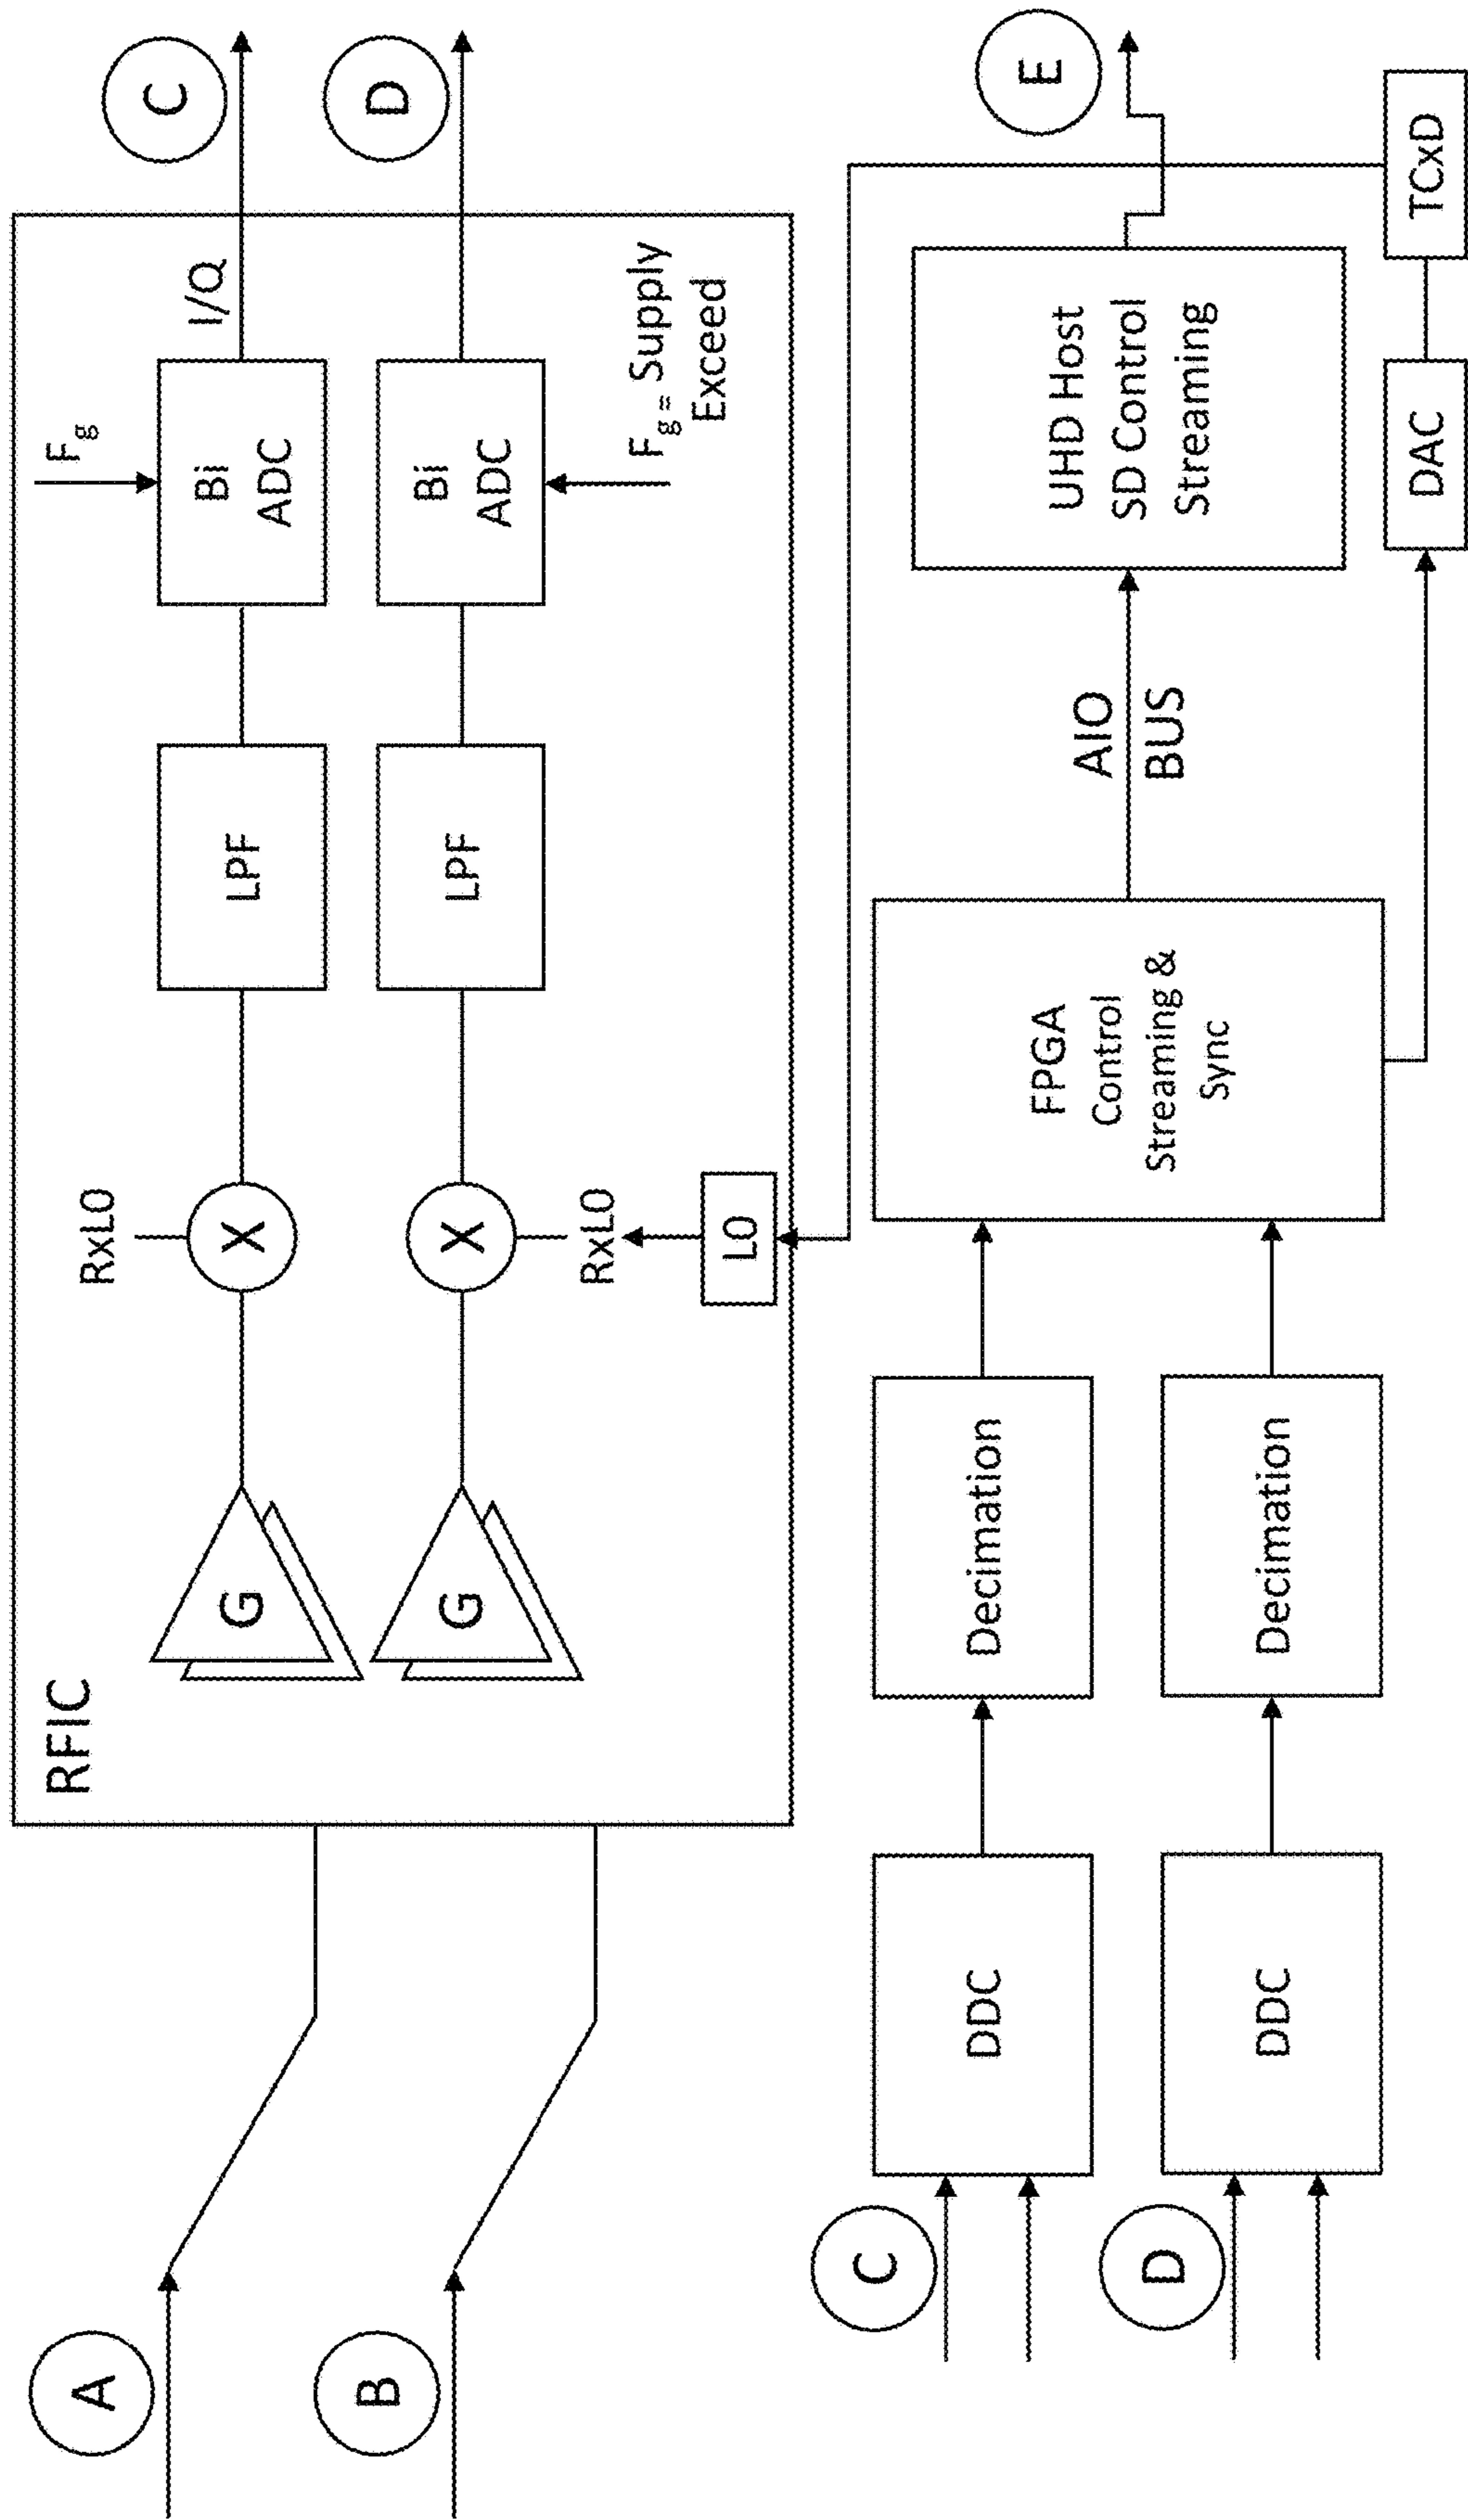 RFIC
A
B
G
G
RxLO
X
X
RxLO
LO
LPF
LPF
Fg
Bi
ADC
Bi
ADC
Fg = Supply
Exceed
I/Q
C
D
C
D
DDC
DDC
Decimation
Decimation
FPGA
Control
Streaming &
Sync
AIO
BUS
UHD Host
SD Control
Streaming
DAC
TCxD
E